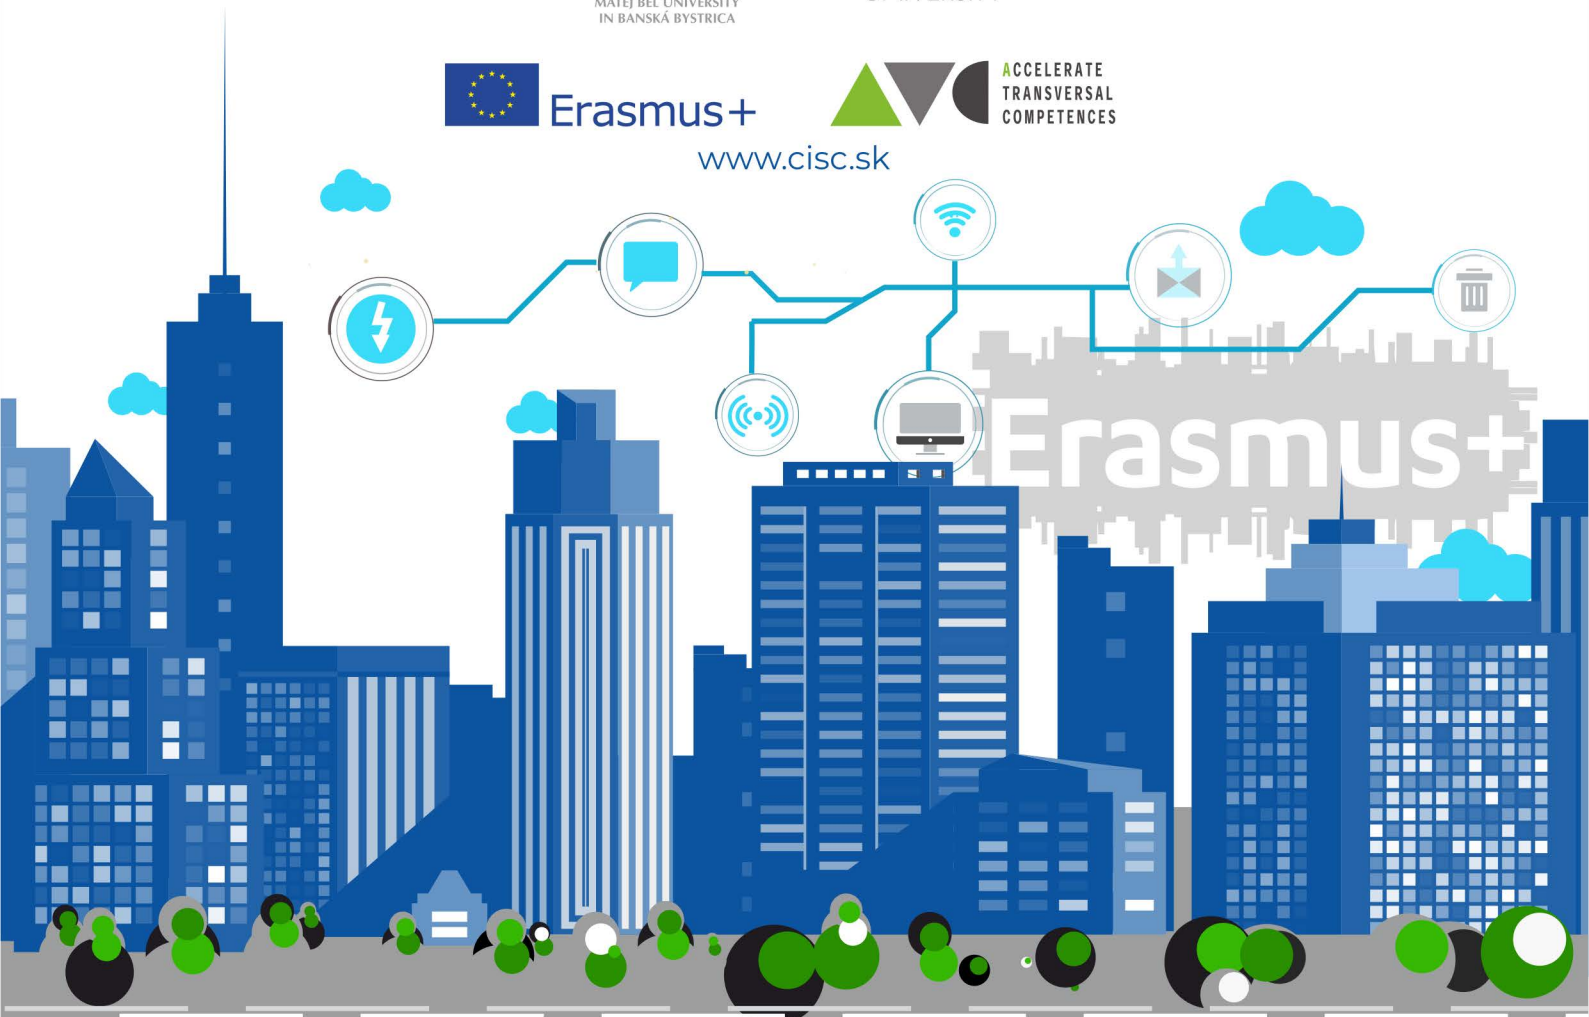 MATEJ BEL UNIVERSITY
IN BANSKÁ BYSTRICA
Erasmus+
ACCELERATE
TRANSVERSAL
COMPETENCES
www.cisc.sk
Erasmus+